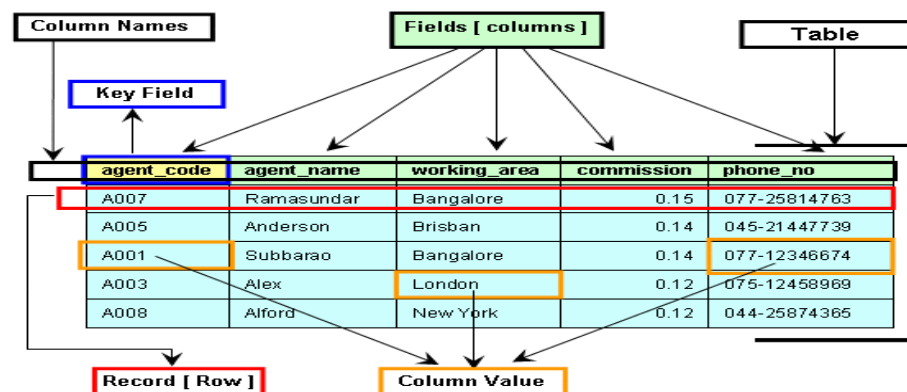 Column Names
Fields [ columns ]
Table
Key Field
agent_code agent_name working_area commission phone_no
A007 Ramasundar Bangalore 0.15 077-25814763
A005 Anderson Brisban 0.14 045-21447739
A001 Subbarao Bangalore 0.14 077-12346674
A003 Alex London 0.12 075-12458969
A008 Alford New York 0.12 044-25874365
Record [ Row ]
Column Value